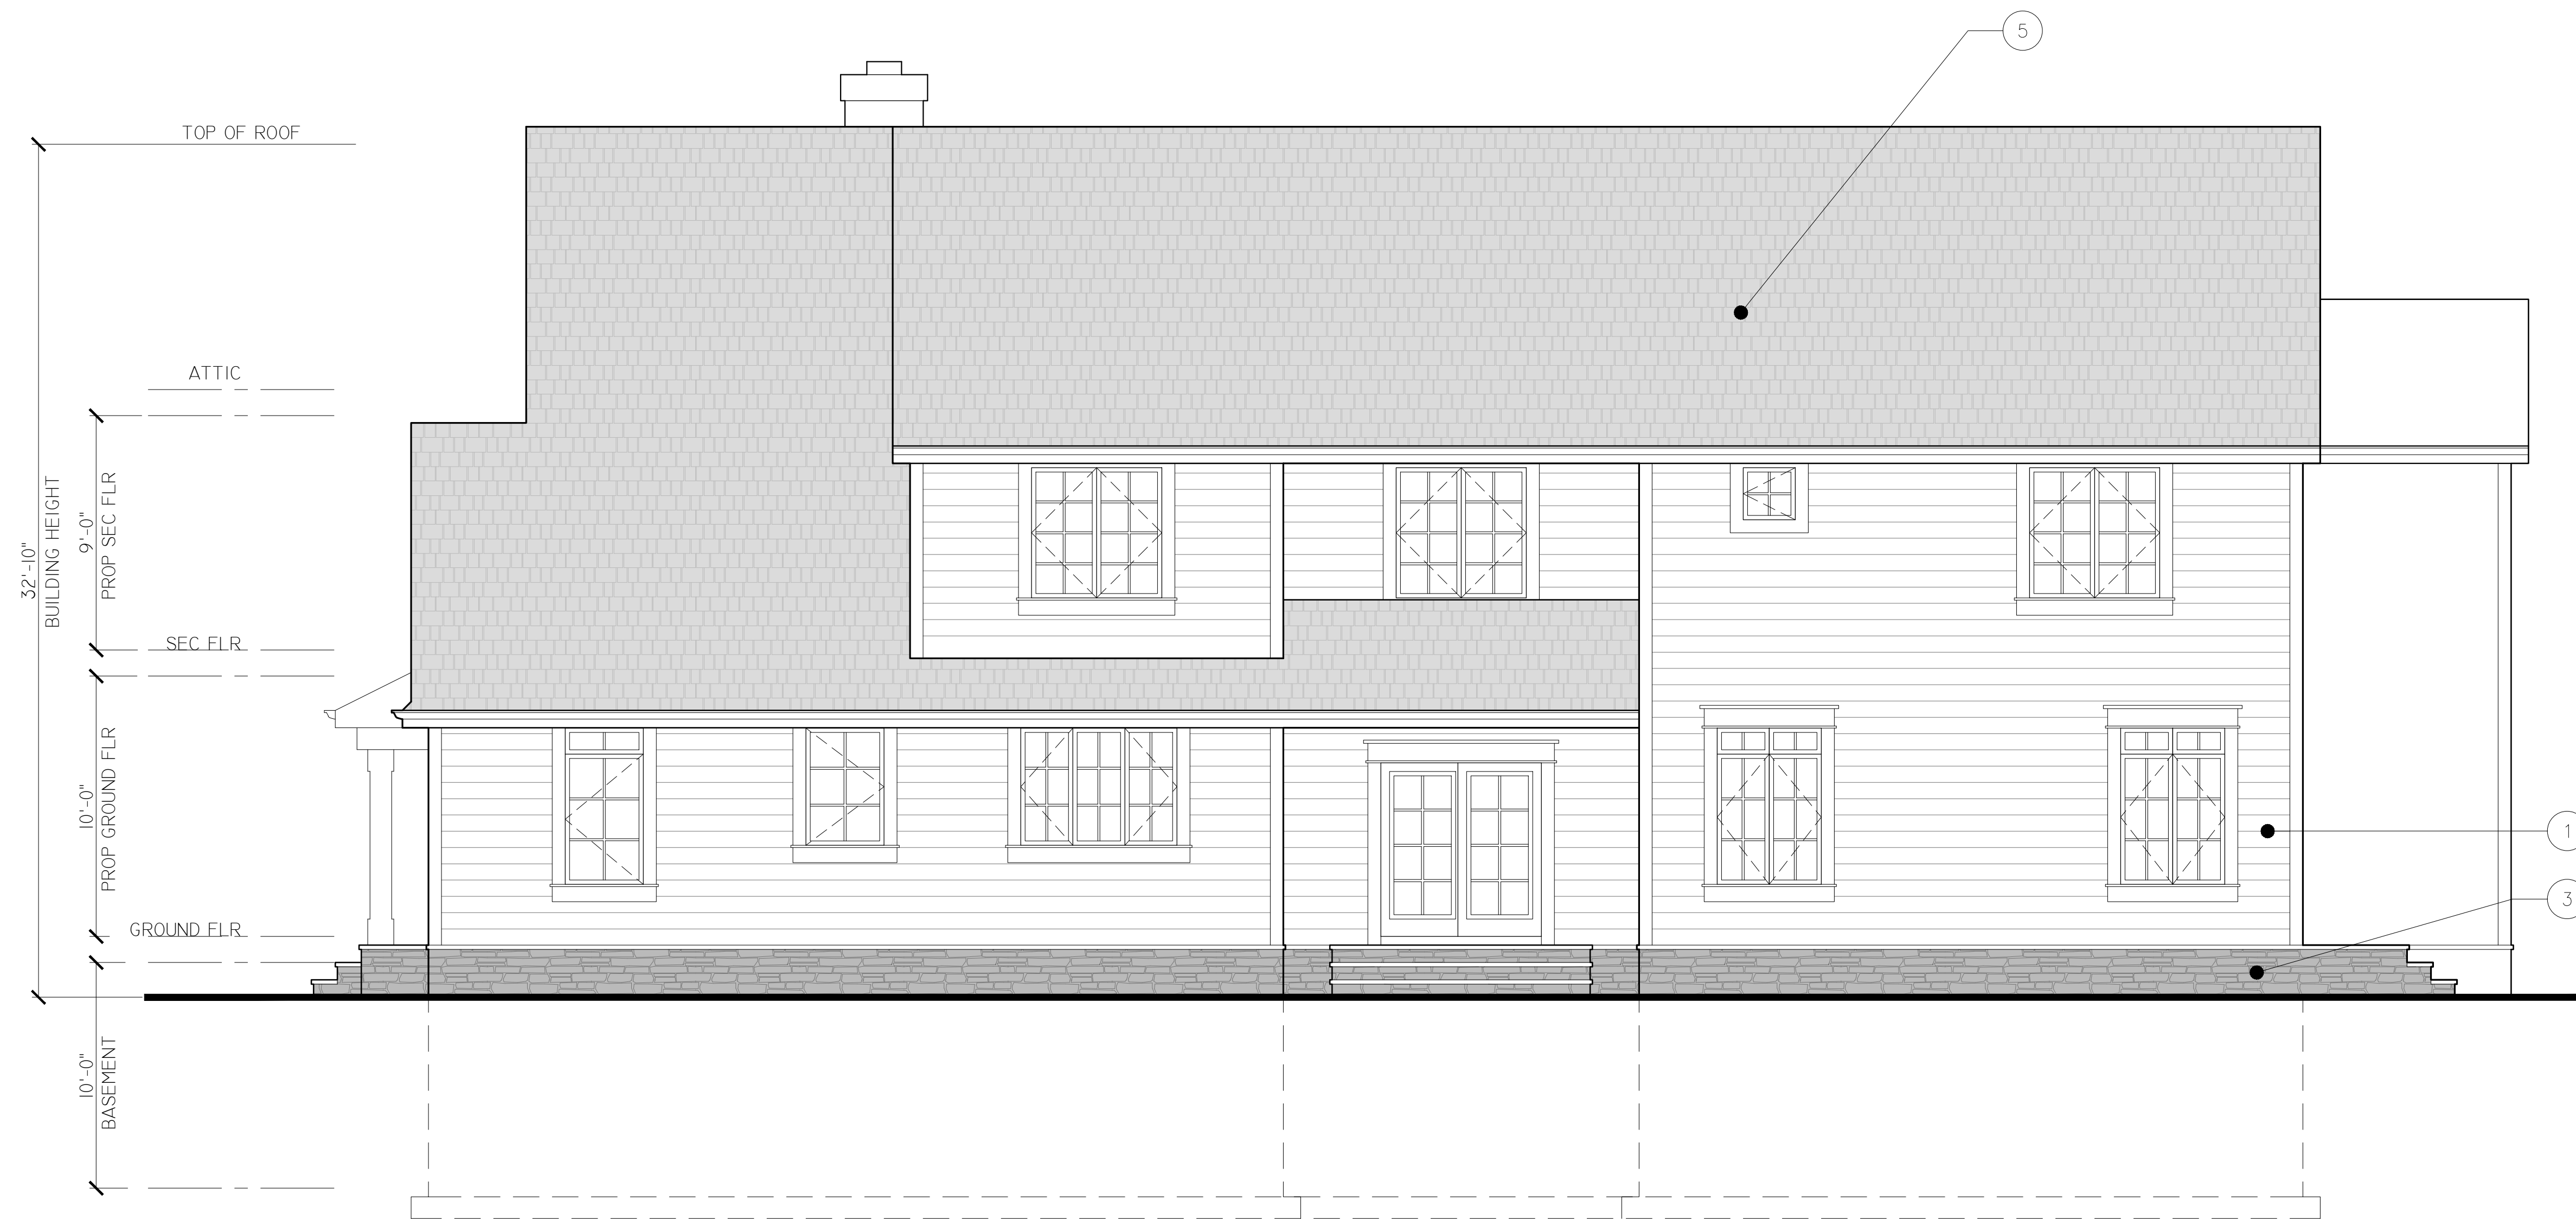 5
TOP OF ROOF
ATTIC
32'-10"
BUILDING HEIGHT
9'-0"
PROP SEC FLR
SEC FLR
10'-0"
PROP GROUND FLR
1
3
GROUND FLR
10'-0"
BASEMENT